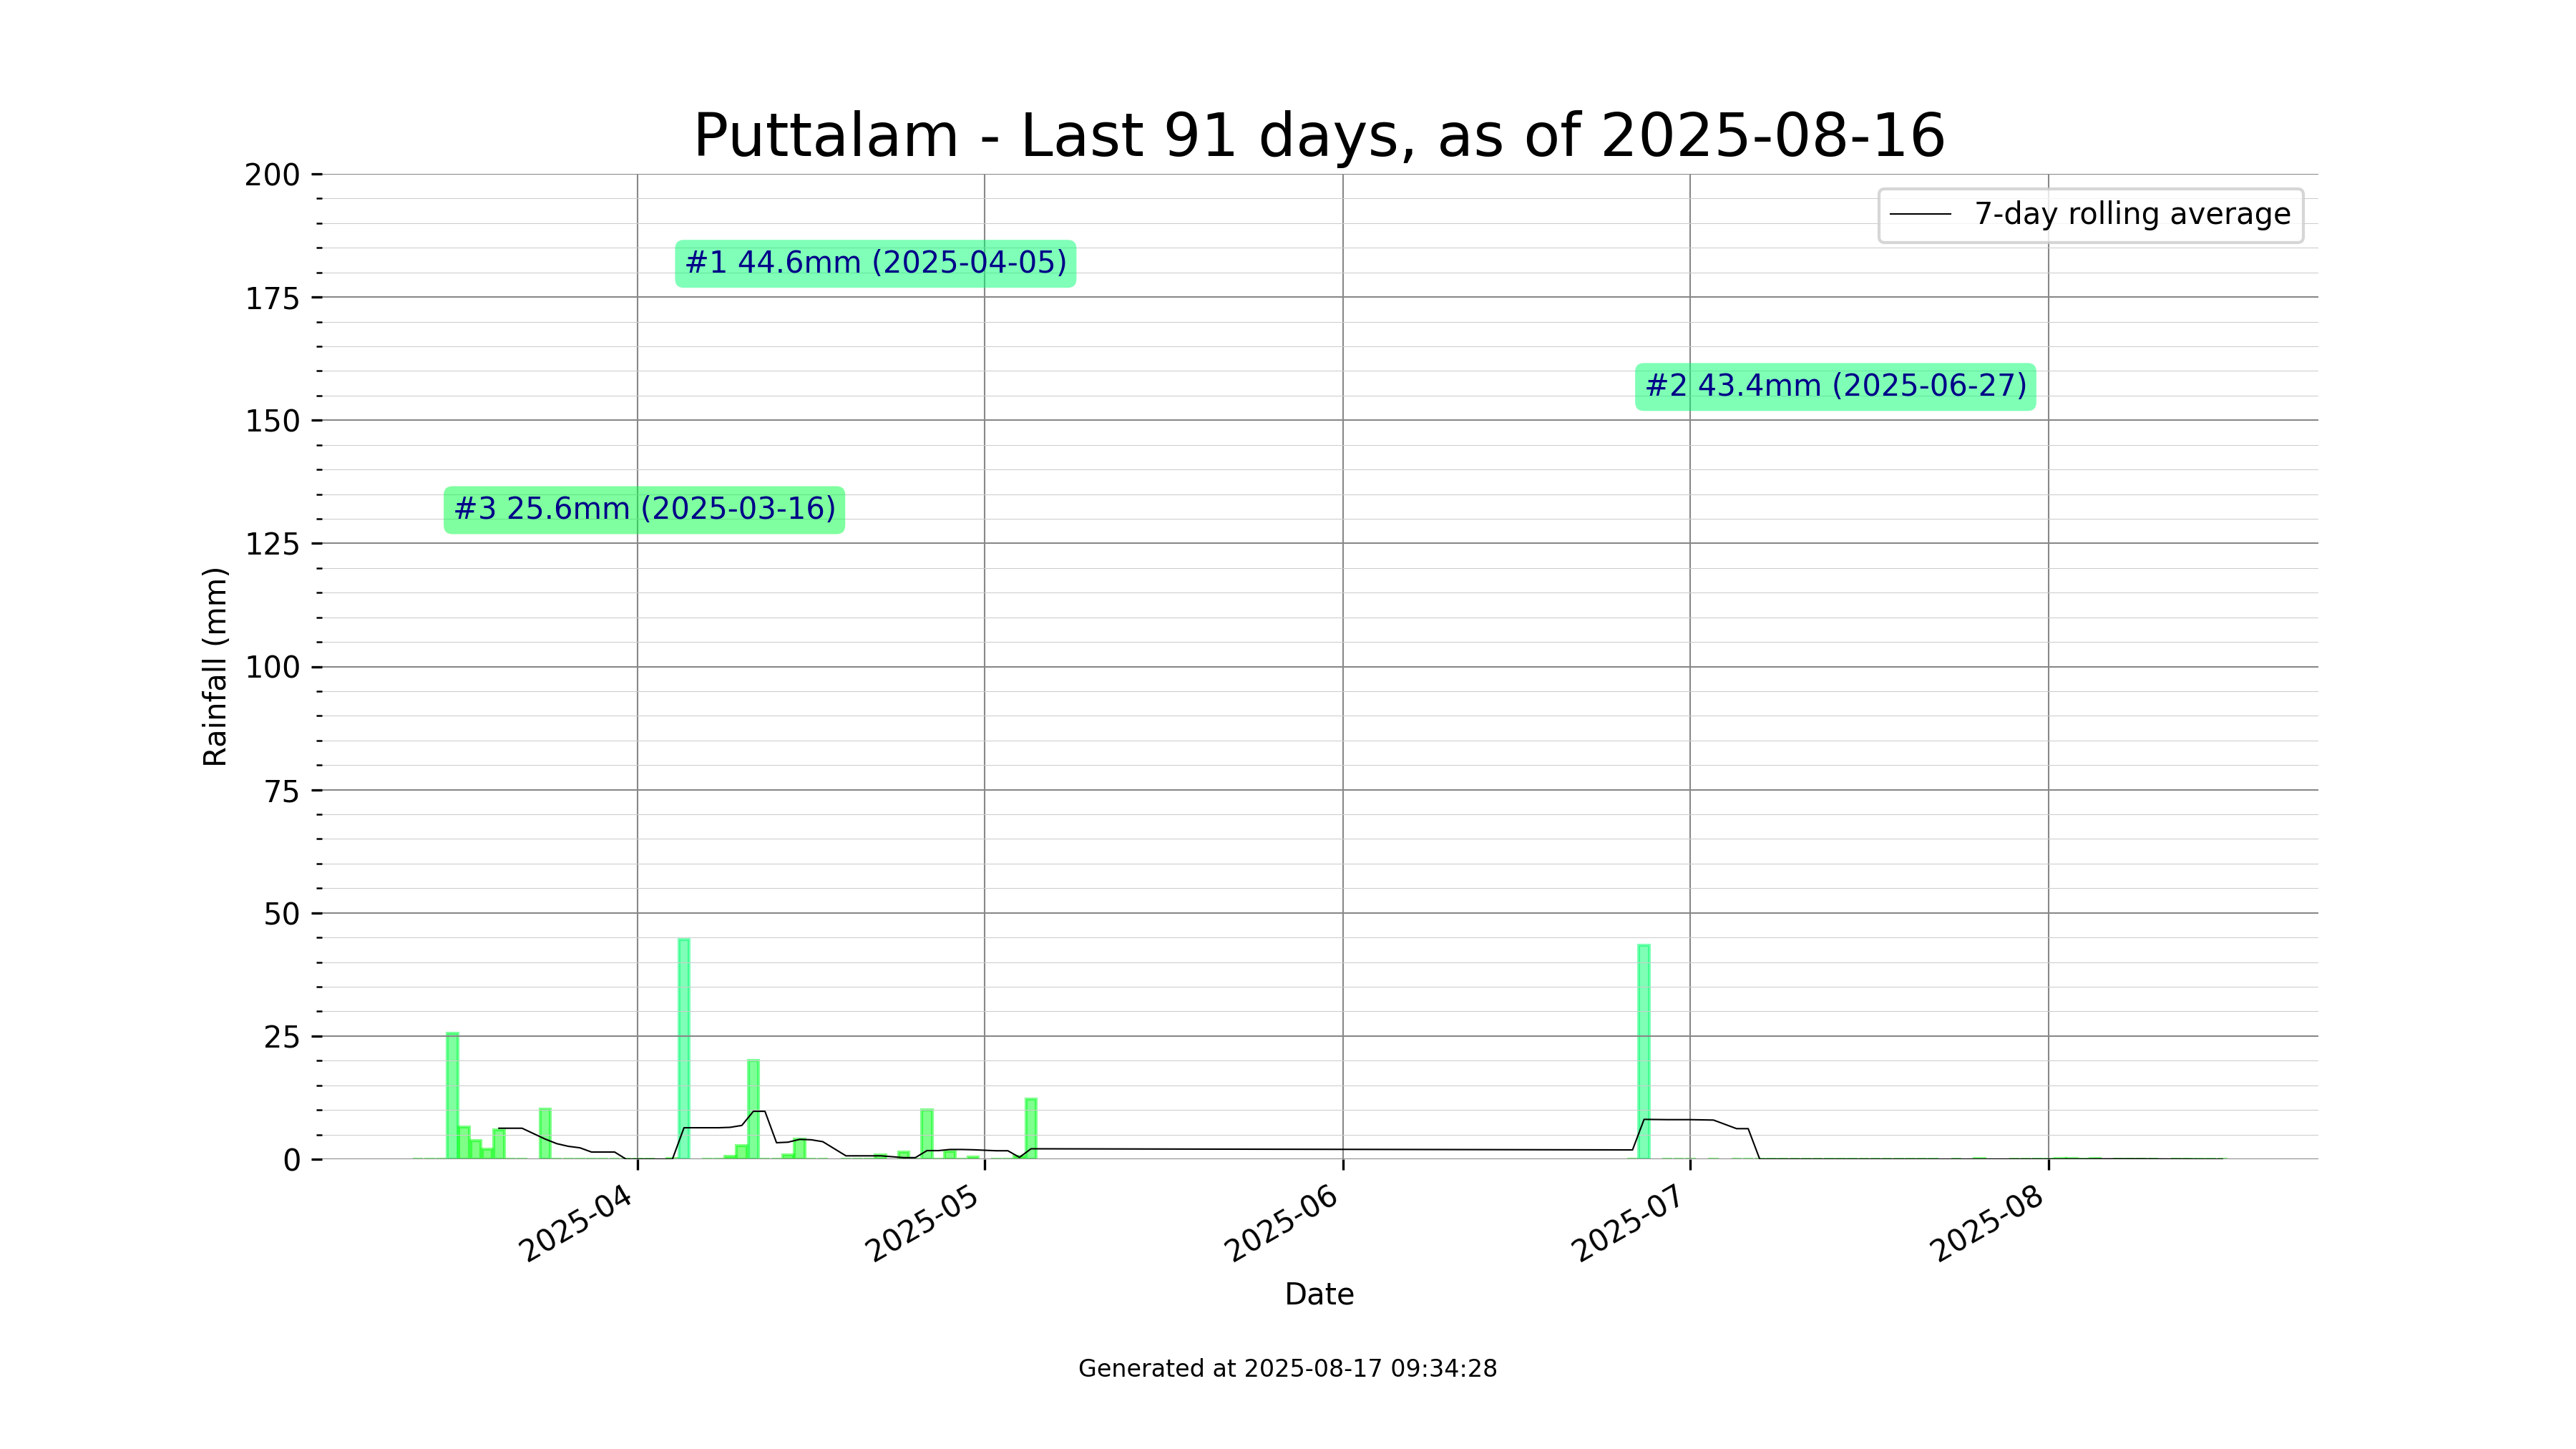 Puttalam - Last 91 days, as of 2025-08-16
200
175
150
125
100
75
50
25
0
Rainfall (mm)
7-day rolling average
#1 44.6mm (2025-04-05)
#2 43.4mm (2025-06-27)
#3 25.6mm (2025-03-16)
2025-04
2025-05
2025-06
2025-07
2025-08
Date
Generated at 2025-08-17 09:34:28